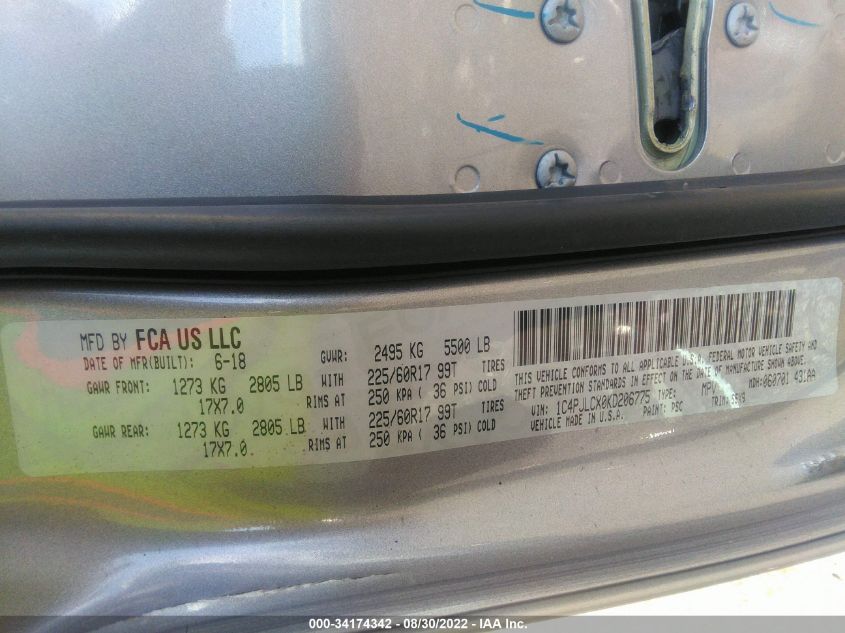 MFD BY FCA US LLC
DATE OF MFR(BUILT): 6-18 GVWR: 2495 KG 5500 LB
GAWR FRONT: 1273 KG 2805 LB WITH 225/60R17 99T TIRES
17X7.0 RIMS AT 250 KPA ( 36 PSI) COLD
GAWR REAR: 1273 KG 2805 LB WITH 225/60R17 99T TIRES
17X7.0. RIMS AT 250 KPA ( 36 PSI) COLD
THIS VEHICLE CONFORMS TO ALL APPLICABLE U.S.A. FEDERAL MOTOR VEHICLE SAFETY AND
THEFT PREVENTION STANDARDS IN EFFECT ON THE DATE OF MANUFACTURE SHOWN ABOVE.
VIN: 1C4PJLCX0KD206775 TYPE: MPV MDH: 060701 431AA
MADE IN U.S.A. PAINT: PSC TRIM:
000-34174342 / 08/30/2022 - IAA Inc.